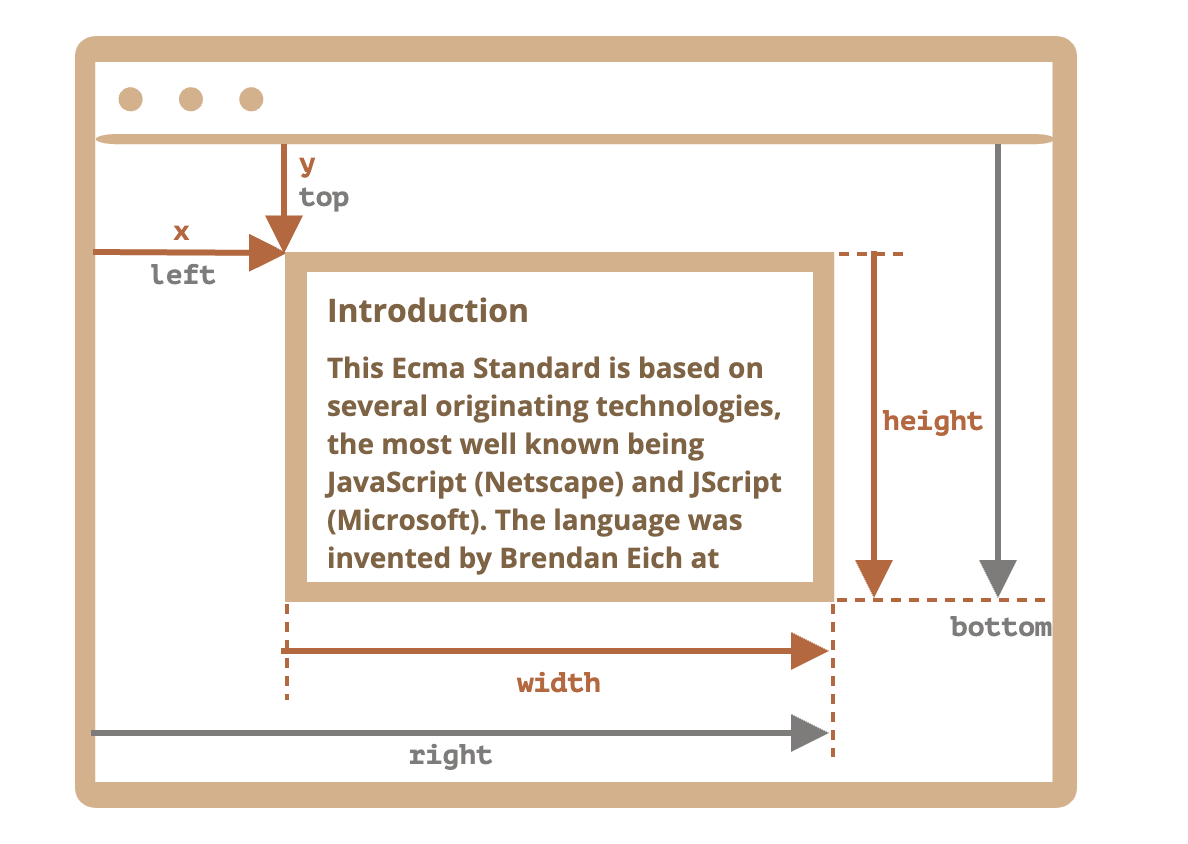 y
top
x
left
Introduction
This Ecma Standard is based on
several originating technologies,
the most well known being
JavaScript (Netscape) and JScript
(Microsoft). The language was
invented by Brendan Eich at
height
bottom
width
right